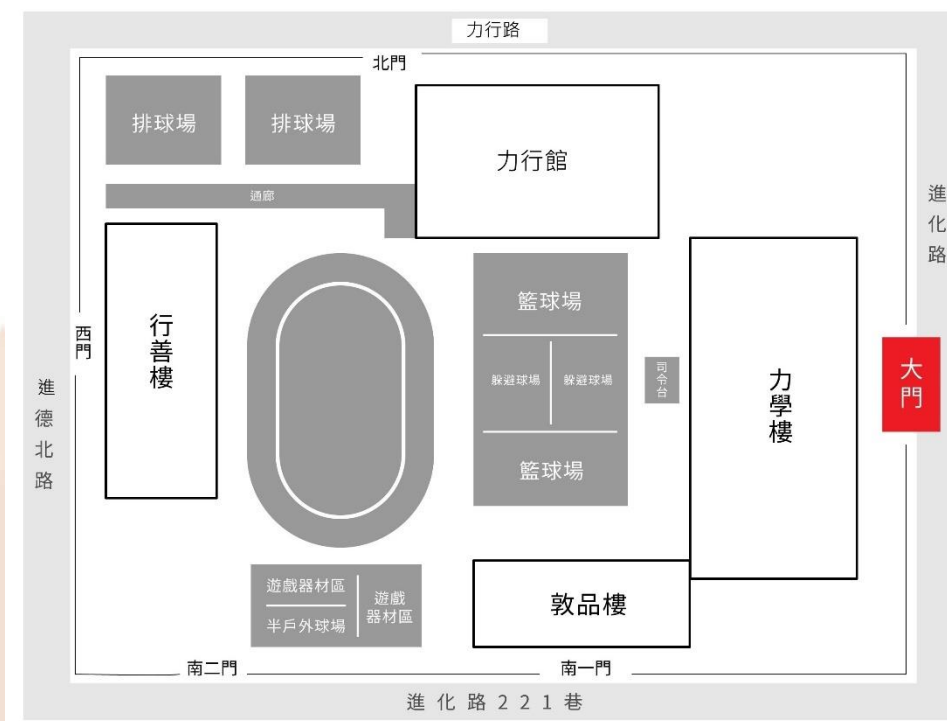 力行路
北門
排球場
排球場
力行館
通廊
進化路
籃球場
西門
行善樓
躲避球場
躲避球場
司令台
力學樓
大門
進德北路
籃球場
遊戲器材區
遊戲
器材區
半戶外球場
敦品樓
南二門
南一門
進化路221巷